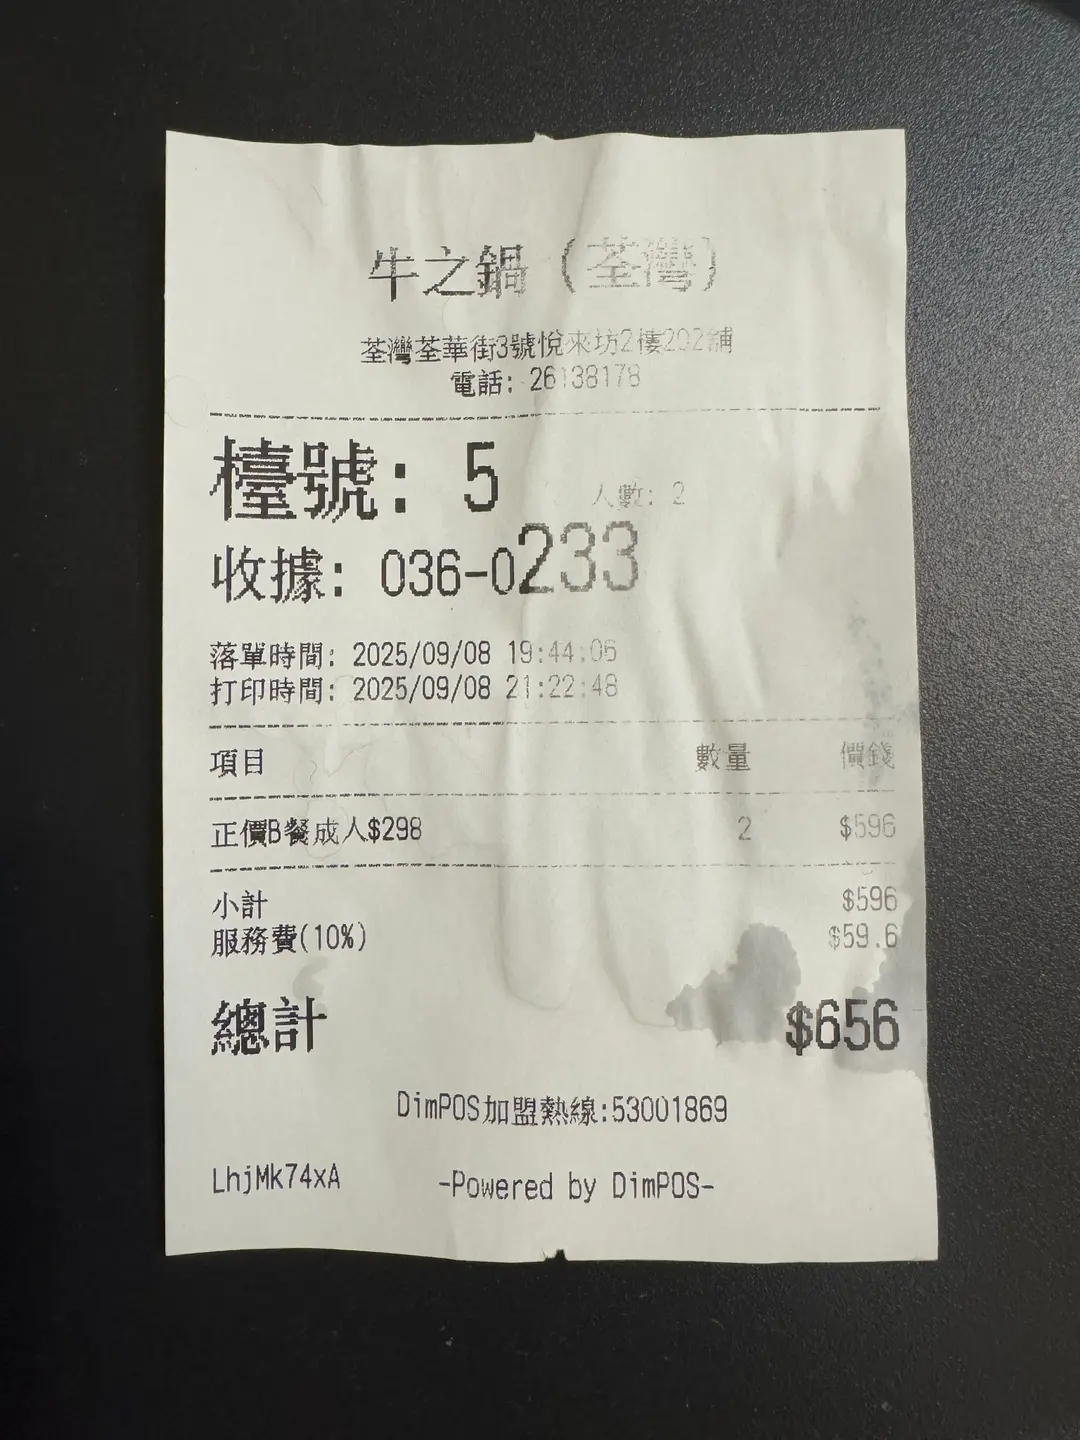 牛之鍋（荃灣）
荃灣荃華街3號悅來坊2樓202舖
電話: 26138178
檯號: 5 人數: 2
收據: 036-0233
落單時間: 2025/09/08 19:44:06
打印時間: 2025/09/08 21:22:48
項目 數量 價錢
正價B餐成人$298 2 $596
小計 $596
服務費(10%) $59.6
總計 $656
DimPOS加盟熱線:53001869
LhjMk74xA -Powered by DimPOS-